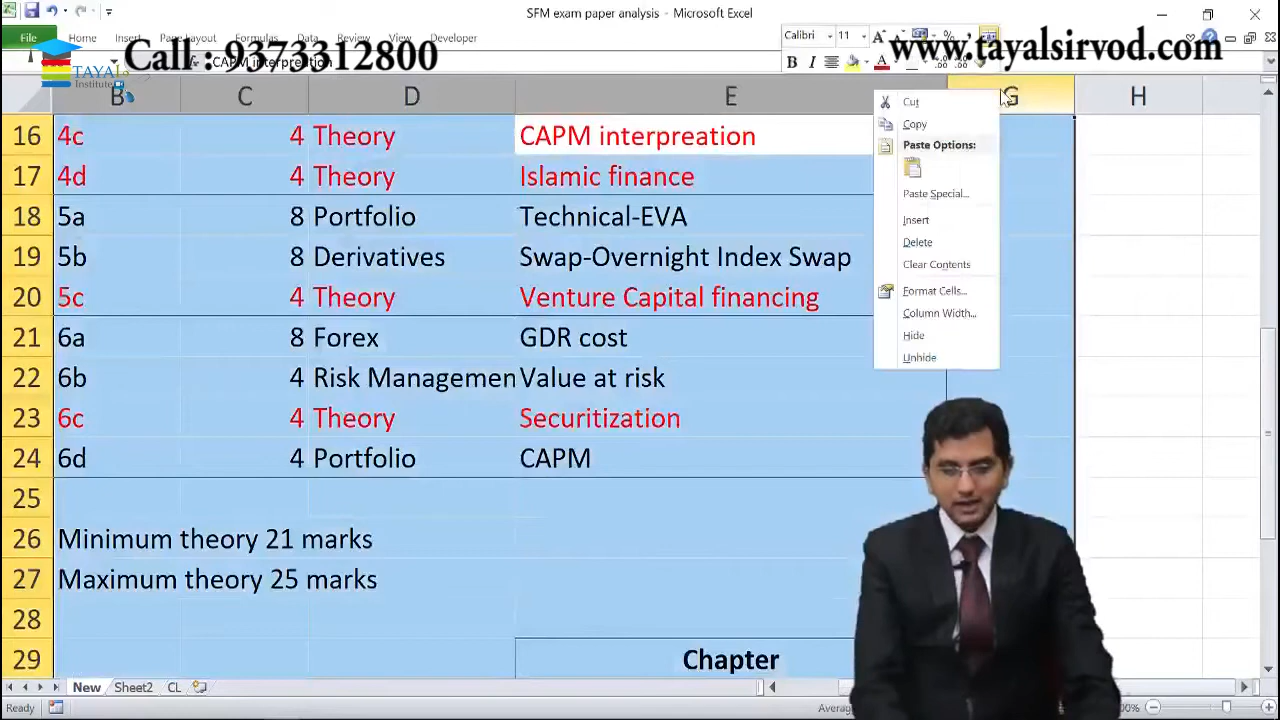 SFM exam paper analysis - Microsoft Excel
File Home Insert Page Layout Formulas Data Review View Developer
Call : 9373312800
www.tayalsirvod.com
TAYAL
Institute
Calibri 11
CAPM interpreation
B C D E G H
16 4c 4 Theory CAPM interpreation
17 4d 4 Theory Islamic finance
18 5a 8 Portfolio Technical-EVA
19 5b 8 Derivatives Swap-Overnight Index Swap
20 5c 4 Theory Venture Capital financing
21 6a 8 Forex GDR cost
22 6b 4 Risk Managemen Value at risk
23 6c 4 Theory Securitization
24 6d 4 Portfolio CAPM
25
26 Minimum theory 21 marks
27 Maximum theory 25 marks
28
29 Chapter
Cut
Copy
Paste Options:
Paste Special...
Insert
Delete
Clear Contents
Format Cells...
Column Width...
Hide
Unhide
New Sheet2 CL
Ready